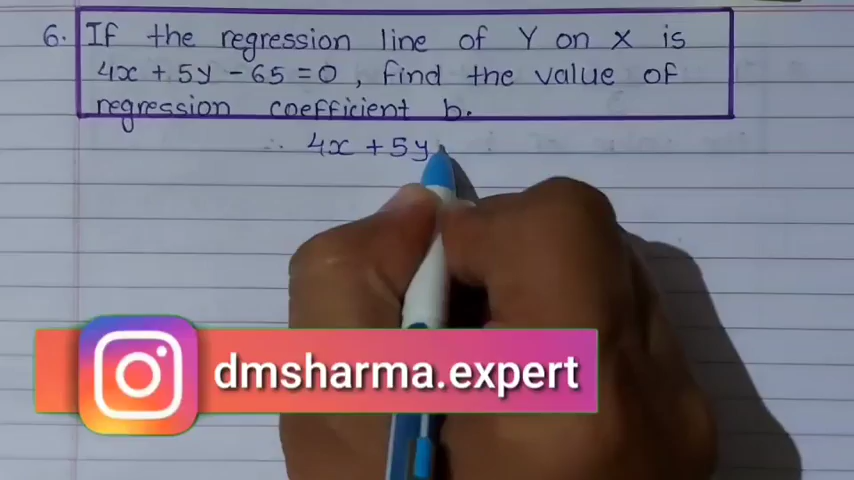 6. If the regression line of Y on X is
4x + 5y - 65 = 0, find the value of
regression coefficient b.
∴ 4x + 5y
dmsharma.expert